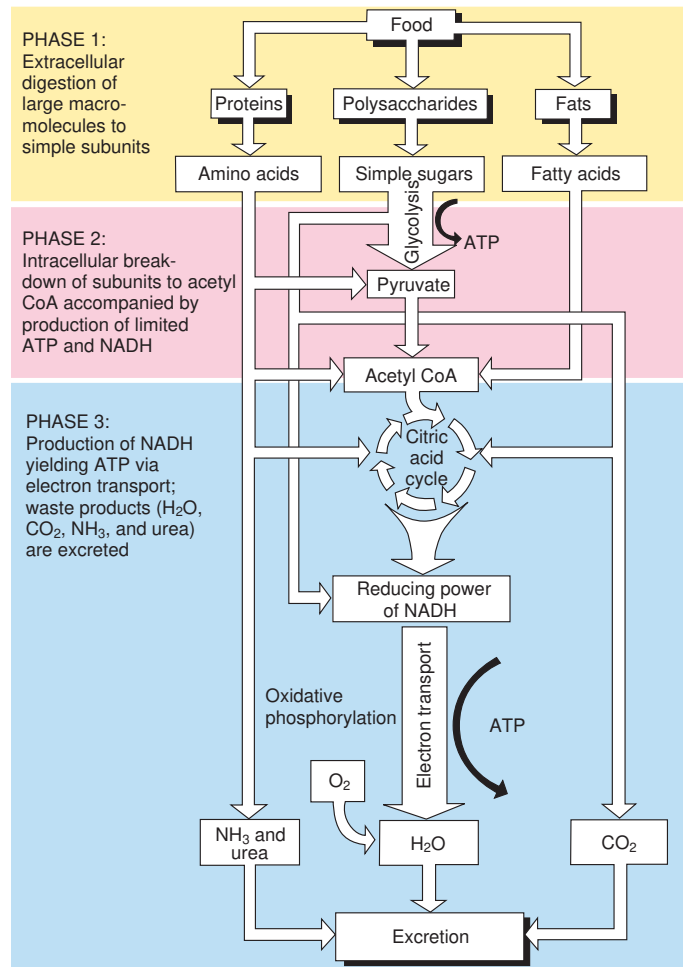 PHASE 1:
Extracellular
digestion of
large macro-
molecules to
simple subunits
Food
Proteins
Polysaccharides
Fats
Amino acids
Simple sugars
Fatty acids
PHASE 2:
Intracellular break-
down of subunits to acetyl
CoA accompanied by
production of limited
ATP and NADH
Glycolysis
ATP
Pyruvate
Acetyl CoA
PHASE 3:
Production of NADH
yielding ATP via
electron transport;
waste products (H₂O,
CO₂, NH₃, and urea)
are excreted
Citric
acid
cycle
Reducing power
of NADH
Oxidative
phosphorylation
Electron transport
ATP
O₂
NH₃ and
urea
H₂O
CO₂
Excretion